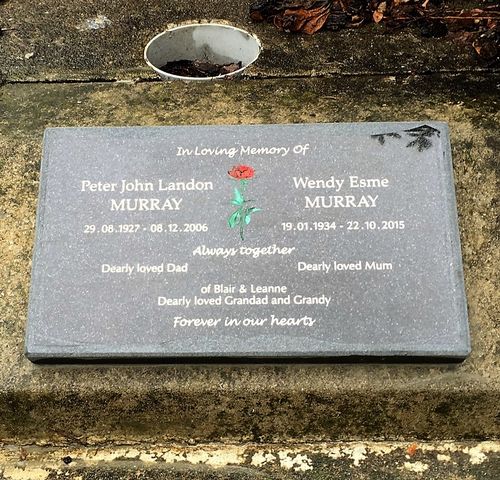 In Loving Memory Of
Peter John Landon Wendy Esme
MURRAY MURRAY
29.08.1927 - 08.12.2006 19.01.1934 - 22.10.2015
Always together
Dearly loved Dad Dearly loved Mum
of Blair & Leanne
Dearly loved Grandad and Grandy
Forever in our hearts